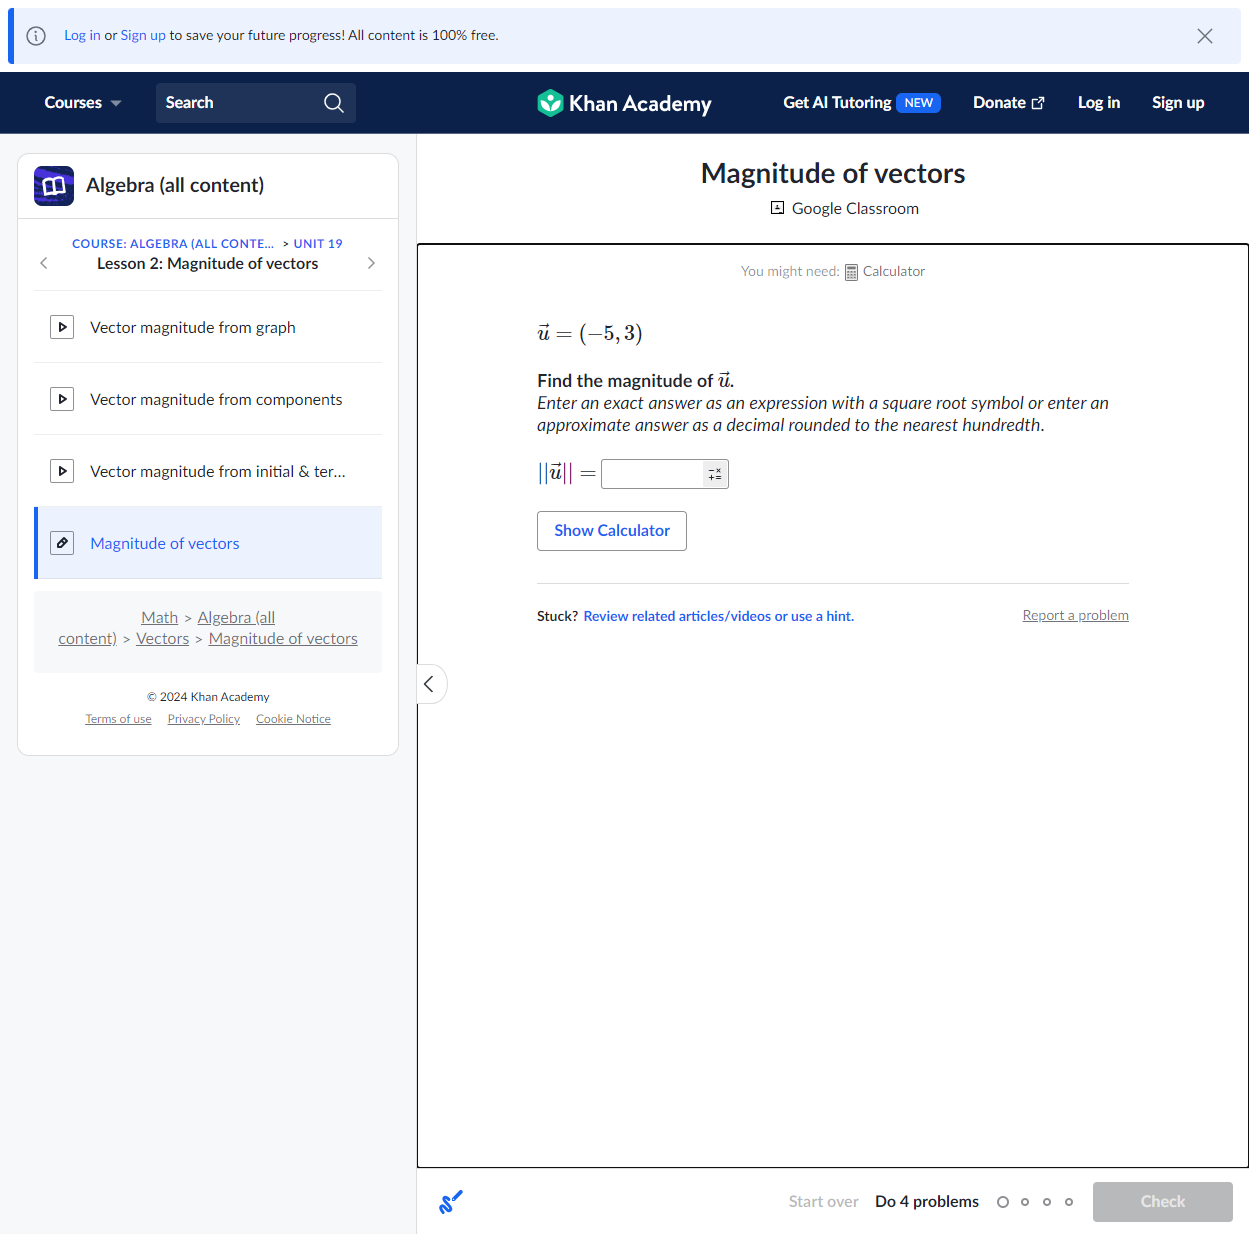 Log in or Sign up to save your future progress! All content is 100% free.
Courses
Search
Khan Academy
Get AI Tutoring NEW
Donate
Log in
Sign up
Algebra (all content)
COURSE: ALGEBRA (ALL CONTE... > UNIT 19
Lesson 2: Magnitude of vectors
Vector magnitude from graph
Vector magnitude from components
Vector magnitude from initial & ter...
Magnitude of vectors
Math > Algebra (all
content) > Vectors > Magnitude of vectors
© 2024 Khan Academy
Terms of use Privacy Policy Cookie Notice
Magnitude of vectors
Google Classroom
You might need: Calculator
u⃗ = (−5, 3)
Find the magnitude of u⃗.
Enter an exact answer as an expression with a square root symbol or enter an
approximate answer as a decimal rounded to the nearest hundredth.
||u⃗|| =
Show Calculator
Stuck? Review related articles/videos or use a hint.
Report a problem
Start over Do 4 problems
Check